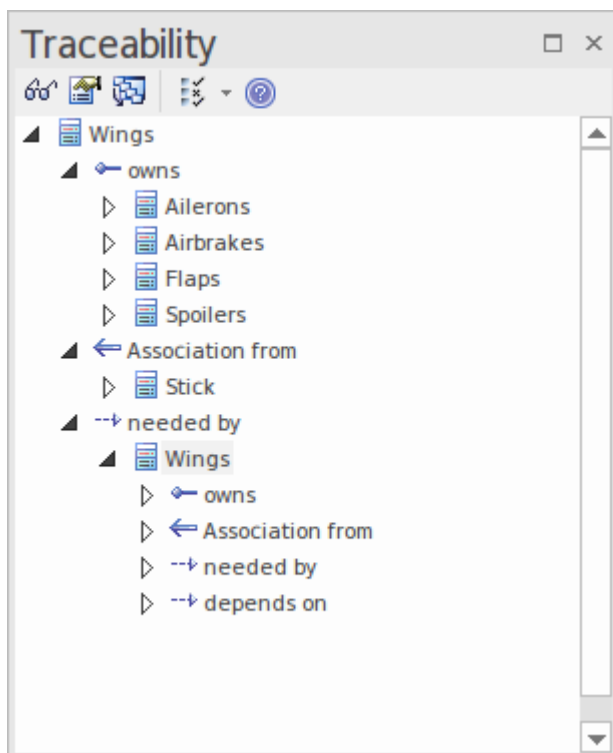 Traceability
Wings
owns
Ailerons
Airbrakes
Flaps
Spoilers
Association from
Stick
needed by
Wings
owns
Association from
needed by
depends on